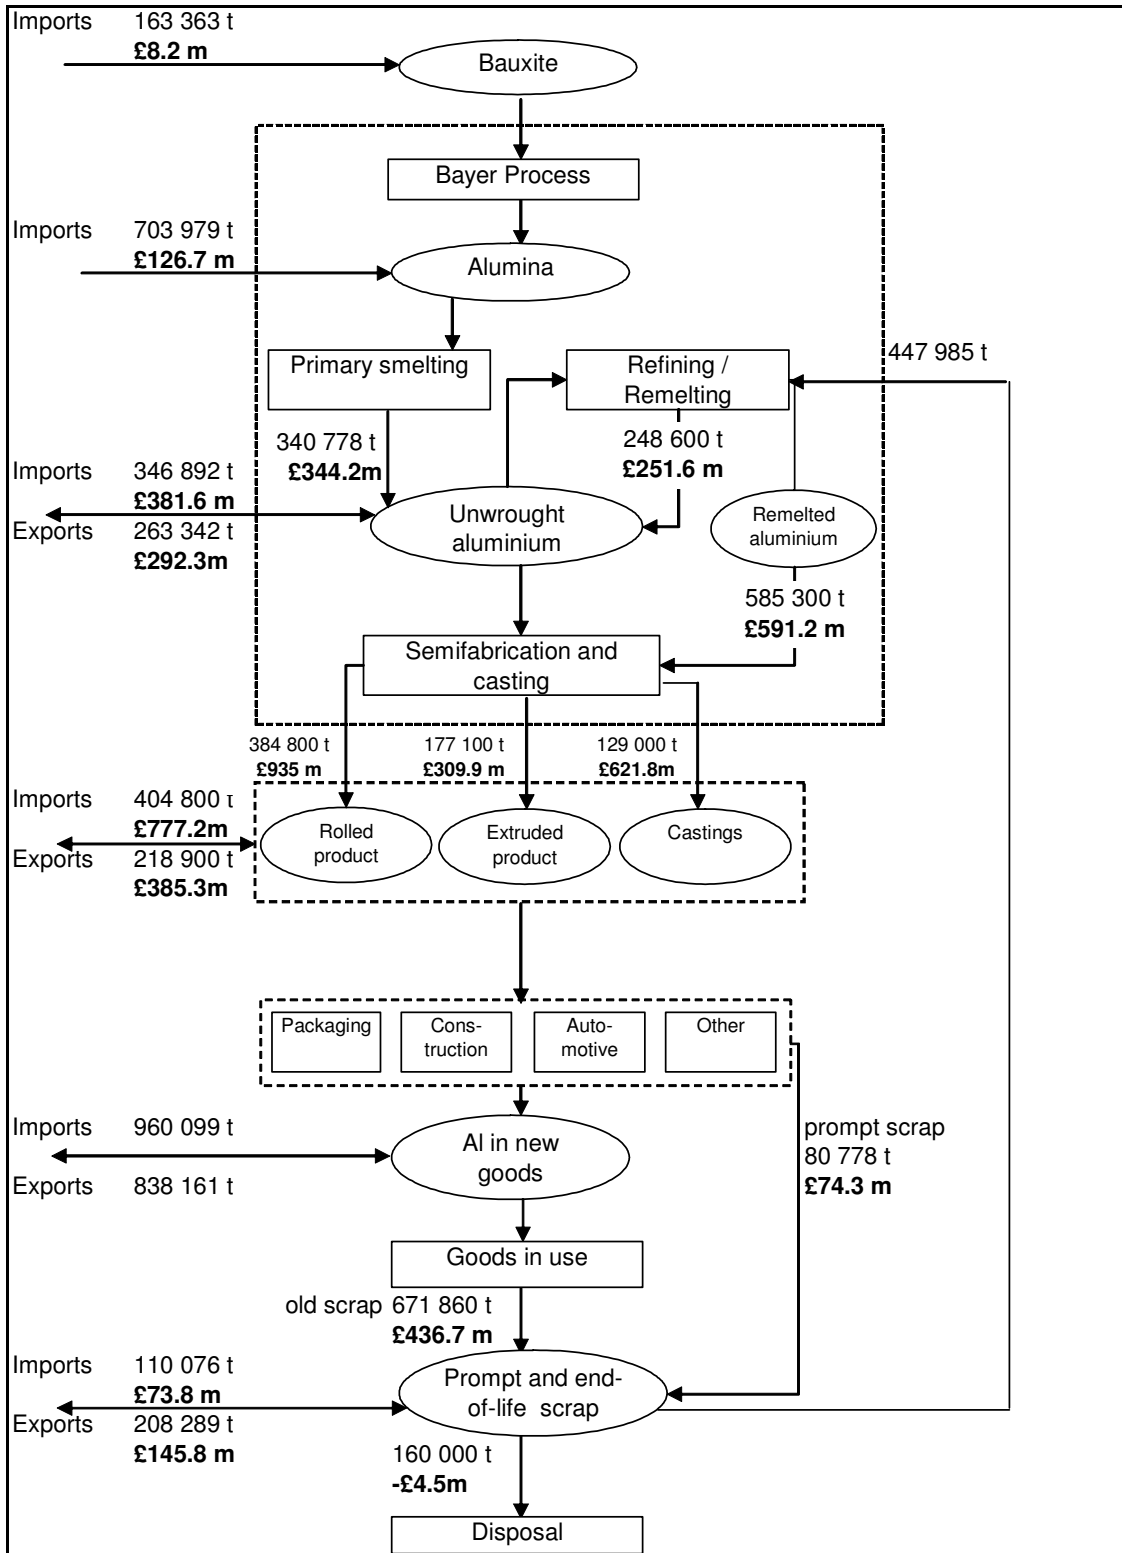 Imports 163 363 t
£8.2 m
Bauxite
Bayer Process
Imports 703 979 t
£126.7 m
Alumina
447 985 t
Primary smelting
Refining /
Remelting
340 778 t
£344.2m
248 600 t
£251.6 m
Imports 346 892 t
£381.6 m
Exports 263 342 t
£292.3m
Unwrought
aluminium
Remelted
aluminium
585 300 t
£591.2 m
Semifabrication and
casting
384 800 t
£935 m
177 100 t
£309.9 m
129 000 t
£621.8m
Imports 404 800 t
£777.2m
Exports 218 900 t
£385.3m
Rolled
product
Extruded
product
Castings
Packaging
Cons-
truction
Auto-
motive
Other
Imports 960 099 t
Exports 838 161 t
Al in new
goods
prompt scrap
80 778 t
£74.3 m
Goods in use
old scrap 671 860 t
£436.7 m
Imports 110 076 t
£73.8 m
Exports 208 289 t
£145.8 m
Prompt and end-
of-life scrap
160 000 t
-£4.5m
Disposal